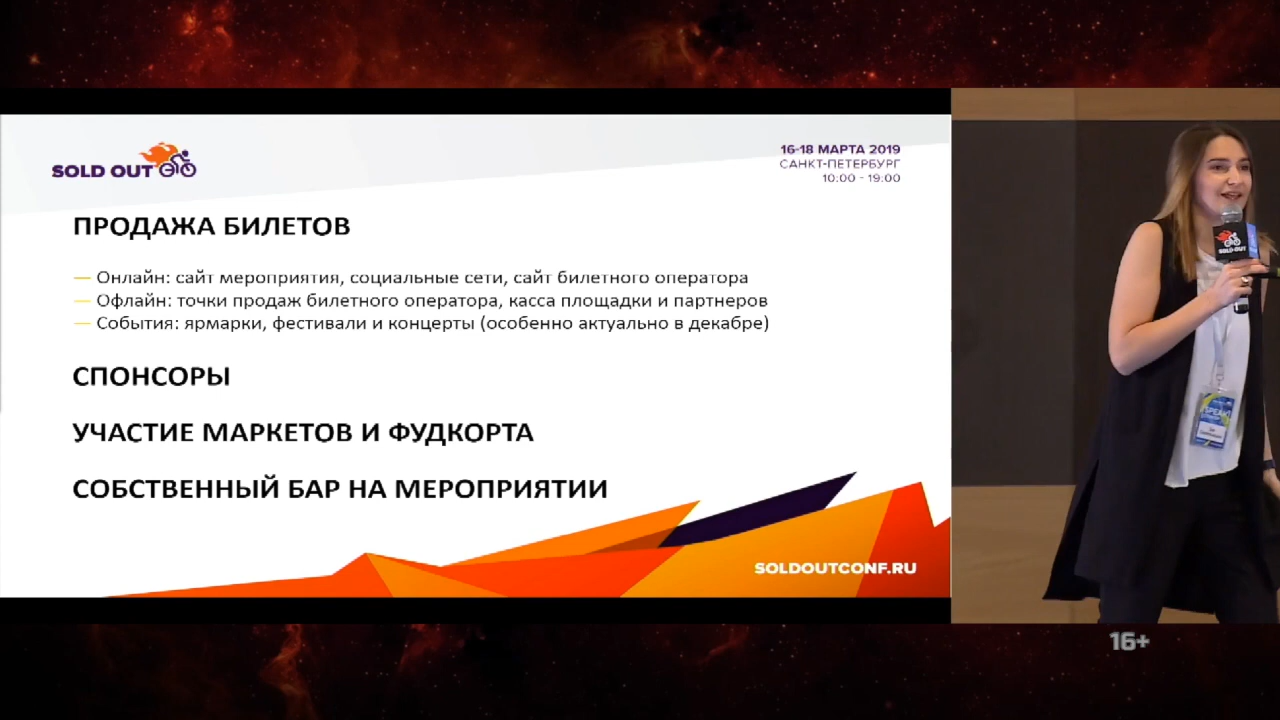 SOLD OUT
16-18 МАРТА 2019
САНКТ-ПЕТЕРБУРГ
10:00 - 19:00
ПРОДАЖА БИЛЕТОВ
— Онлайн: сайт мероприятия, социальные сети, сайт билетного оператора
— Офлайн: точки продаж билетного оператора, касса площадки и партнеров
— События: ярмарки, фестивали и концерты (особенно актуально в декабре)
СПОНСОРЫ
УЧАСТИЕ МАРКЕТОВ И ФУДКОРТА
СОБСТВЕННЫЙ БАР НА МЕРОПРИЯТИИ
SOLDOUTCONF.RU
SOLD OUT
16+